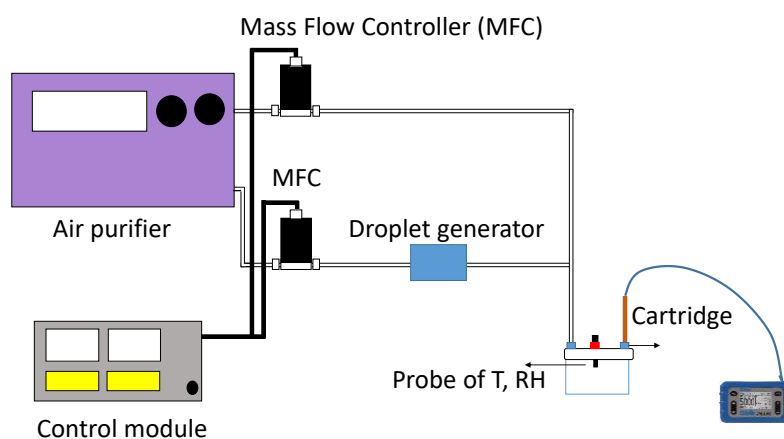 Mass Flow Controller (MFC)
MFC
Air purifier
Droplet generator
Cartridge
Probe of T, RH
Control module